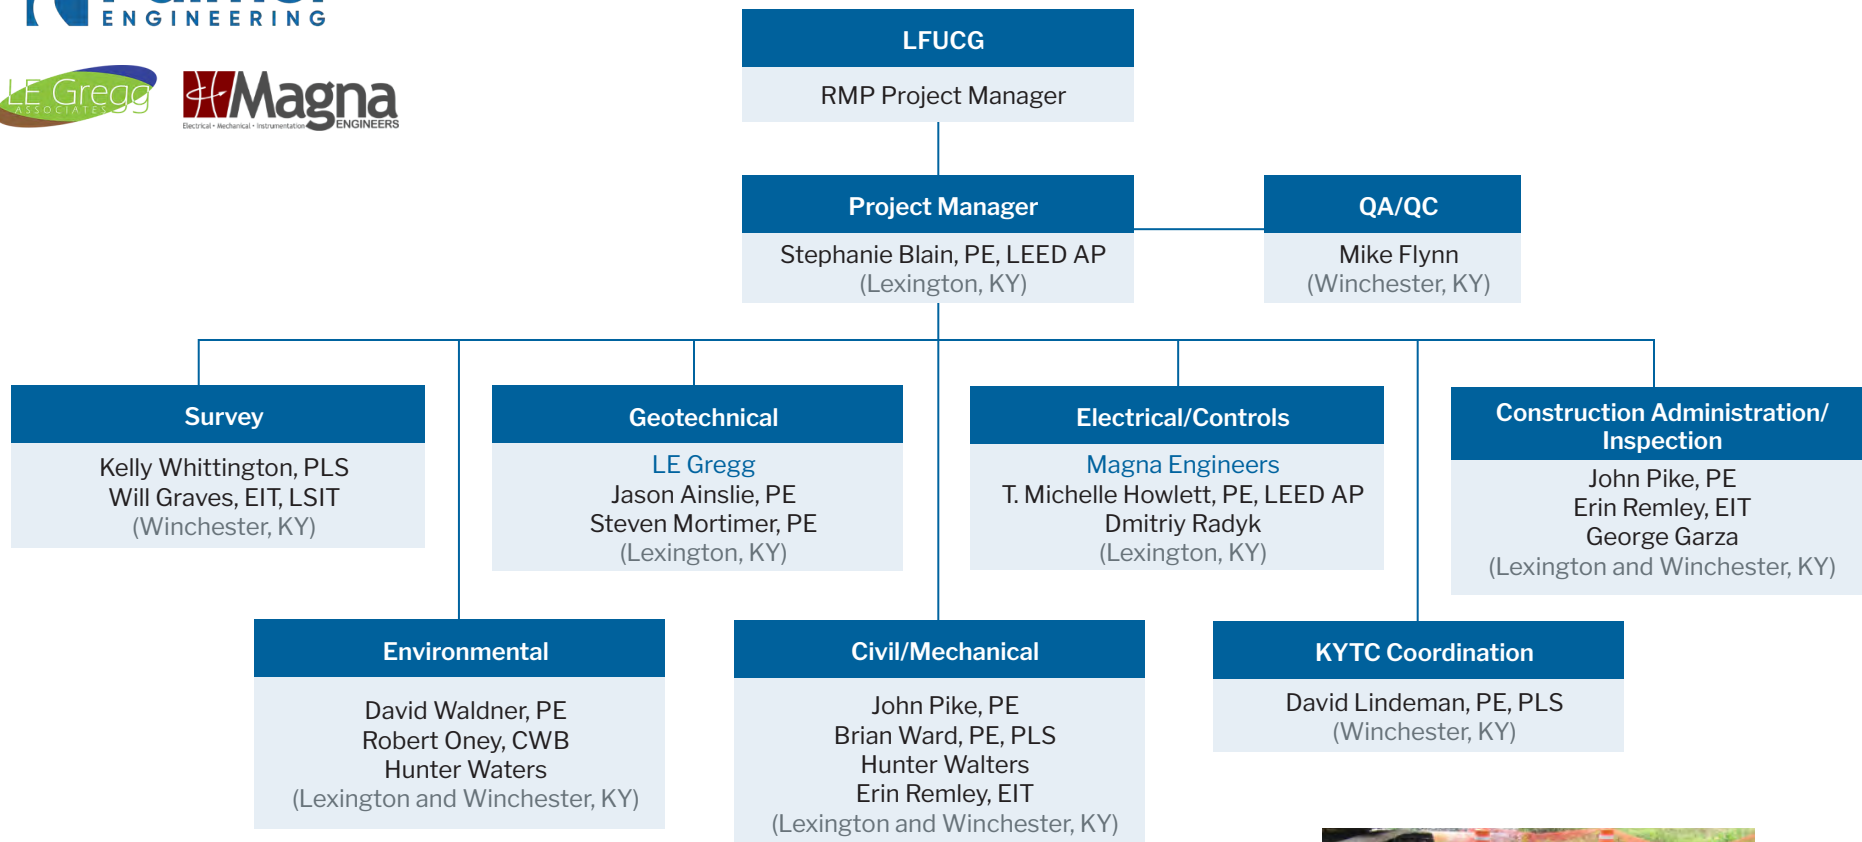 ENGINEERING
LE Gregg
ASSOCIATES
Magna
Electrical • Mechanical • Instrumentation
ENGINEERS
LFUCG
RMP Project Manager
Project Manager
Stephanie Blain, PE, LEED AP
(Lexington, KY)
QA/QC
Mike Flynn
(Winchester, KY)
Survey
Kelly Whittington, PLS
Will Graves, EIT, LSIT
(Winchester, KY)
Geotechnical
LE Gregg
Jason Ainslie, PE
Steven Mortimer, PE
(Lexington, KY)
Electrical/Controls
Magna Engineers
T. Michelle Howlett, PE, LEED AP
Dmitriy Radyk
(Lexington, KY)
Construction Administration/
Inspection
John Pike, PE
Erin Remley, EIT
George Garza
(Lexington and Winchester, KY)
Environmental
David Waldner, PE
Robert Oney, CWB
Hunter Waters
(Lexington and Winchester, KY)
Civil/Mechanical
John Pike, PE
Brian Ward, PE, PLS
Hunter Walters
Erin Remley, EIT
(Lexington and Winchester, KY)
KYTC Coordination
David Lindeman, PE, PLS
(Winchester, KY)